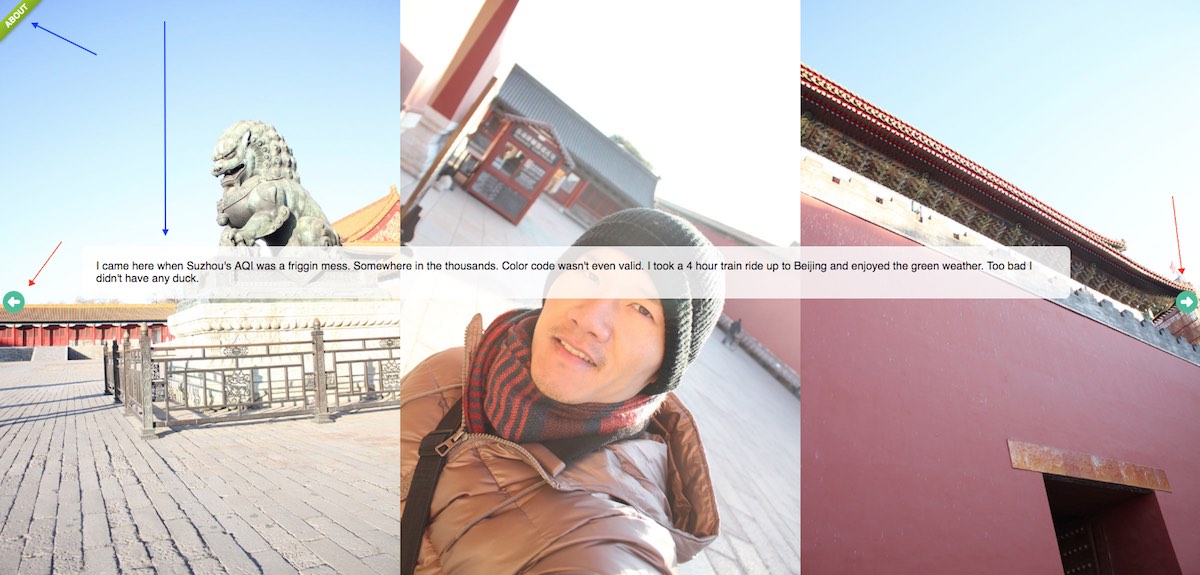 ABOUT
I came here when Suzhou's AQI was a friggin mess. Somewhere in the thousands. Color code wasn't even valid. I took a 4 hour train ride up to Beijing and enjoyed the green weather. Too bad I
didn't have any duck.